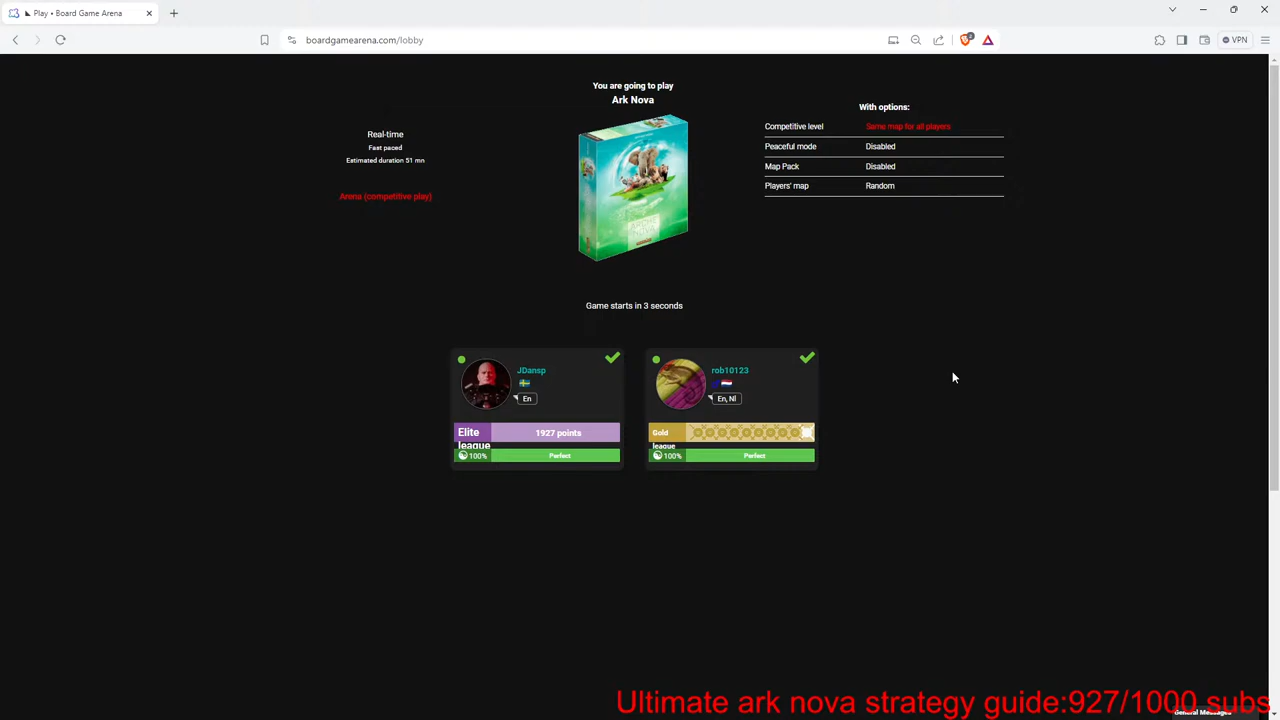 Play • Board Game Arena
boardgamearena.com/lobby
VPN
You are going to play
Ark Nova
Real-time
Fast paced
Estimated duration 51 mn
Arena (competitive play)
With options:
Competitive level Same map for all players
Peaceful mode Disabled
Map Pack Disabled
Players' map Random
Game starts in 3 seconds
JDansp
En
Elite league 1927 points
100% Perfect
rob10123
En, Nl
Gold league
100% Perfect
Ultimate ark nova strategy guide:927/1000 subs
General Messages